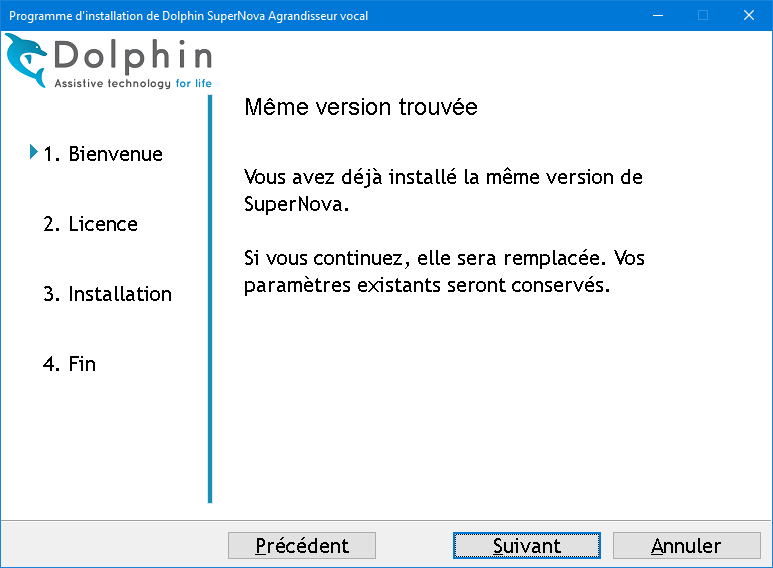 Programme d'installation de Dolphin SuperNova Agrandisseur vocal
Dolphin
Assistive technology for life
Même version trouvée
1. Bienvenue
2. Licence
3. Installation
4. Fin
Vous avez déjà installé la même version de
SuperNova.
Si vous continuez, elle sera remplacée. Vos
paramètres existants seront conservés.
Précédent
Suivant
Annuler